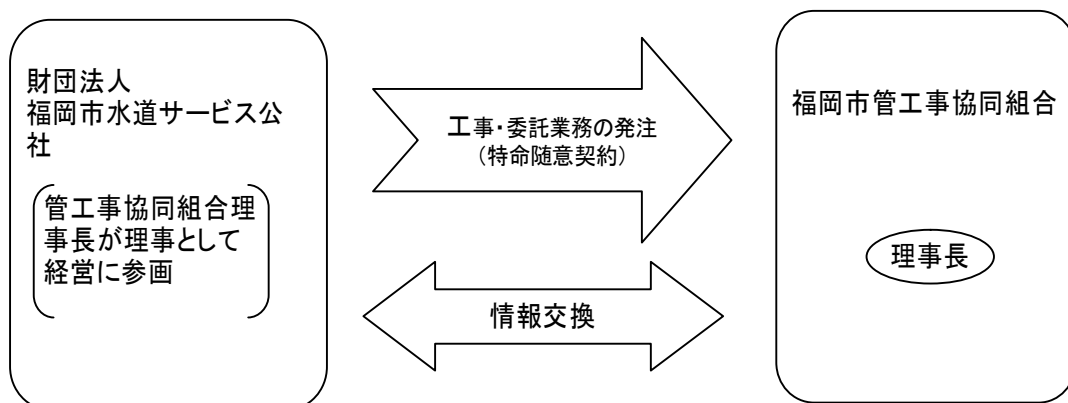 財団法人
福岡市水道サービス公
社
管工事協同組合理
事長が理事として
経営に参画
工事・委託業務の発注
（特命随意契約）
情報交換
福岡市管工事協同組合
理事長